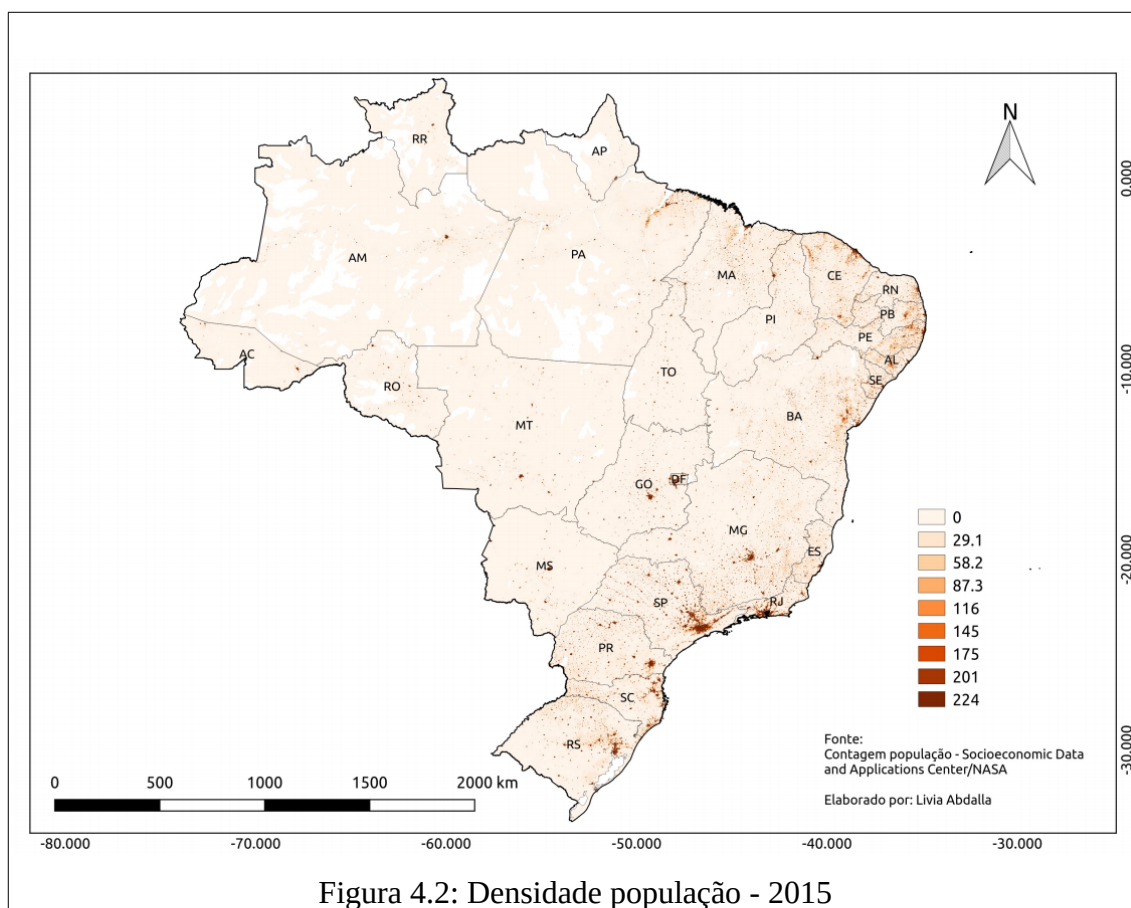 N
RR
AP
0.000
AM
PA
MA
CE
RN
PB
PI
PE
AC
AL
-10.000
TO
SE
RO
BA
MT
GO
DF
MG
0
29.1
ES
58.2
-20.000
MS
87.3
SP
RJ
116
145
PR
175
201
SC
224
RS
Fonte:
Contagem população - Socioeconomic Data
and Applications Center/NASA
-30.000
0 500 1000 1500 2000 km
Elaborado por: Livia Abdalla
-80.000 -70.000 -60.000 -50.000 -40.000 -30.000
Figura 4.2: Densidade população - 2015